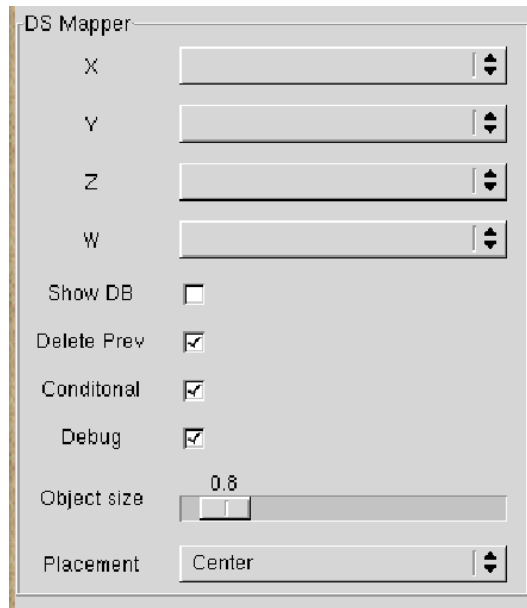 DS Mapper
X
Y
Z
W
Show DB
Delete Prev
Conditonal
Debug
0.8
Object size
Placement Center